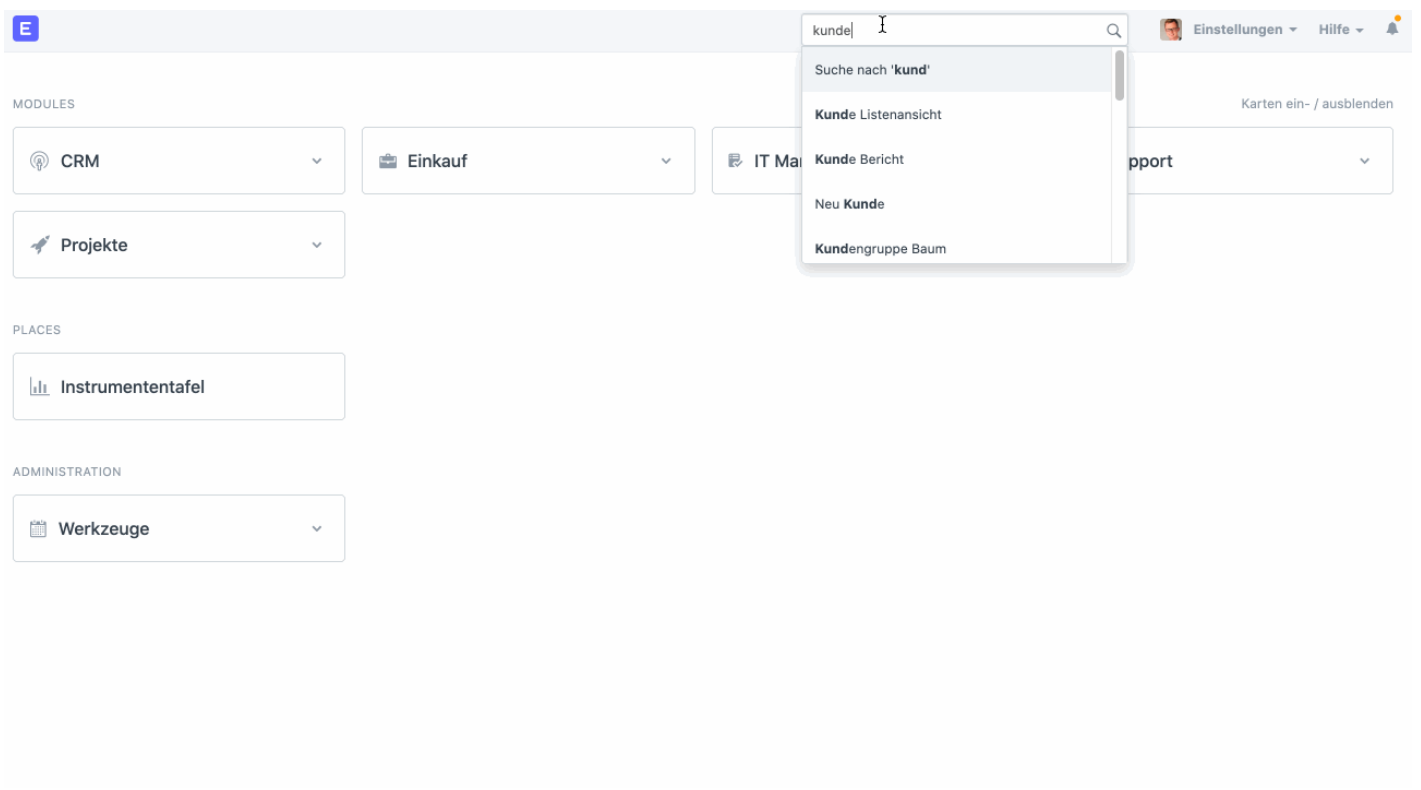 E
kunde
Einstellungen
Hilfe
Suche nach 'kund'
Kunde Listenansicht
Kunde Bericht
Neu Kunde
Kundengruppe Baum
MODULES
Karten ein- / ausblenden
CRM
Einkauf
IT Ma
pport
Projekte
PLACES
Instrumententafel
ADMINISTRATION
Werkzeuge